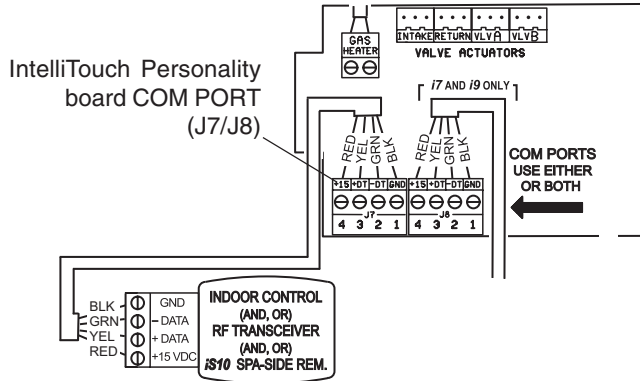 GAS
HEATER
INTAKE RETURN VLV A VLV B
VALVE ACTUATORS
IntelliTouch Personality
board COM PORT
(J7/J8)
i7 AND i9 ONLY
RED YEL GRN BLK
RED YEL GRN BLK
COM PORTS
USE EITHER
OR BOTH
+15 +DT -DT GND
+15 +DT -DT GND
J7
J8
4 3 2 1
4 3 2 1
BLK GND
GRN - DATA
YEL + DATA
RED +15 VDC
INDOOR CONTROL
(AND, OR)
RF TRANSCEIVER
(AND, OR)
iS10 SPA-SIDE REM.